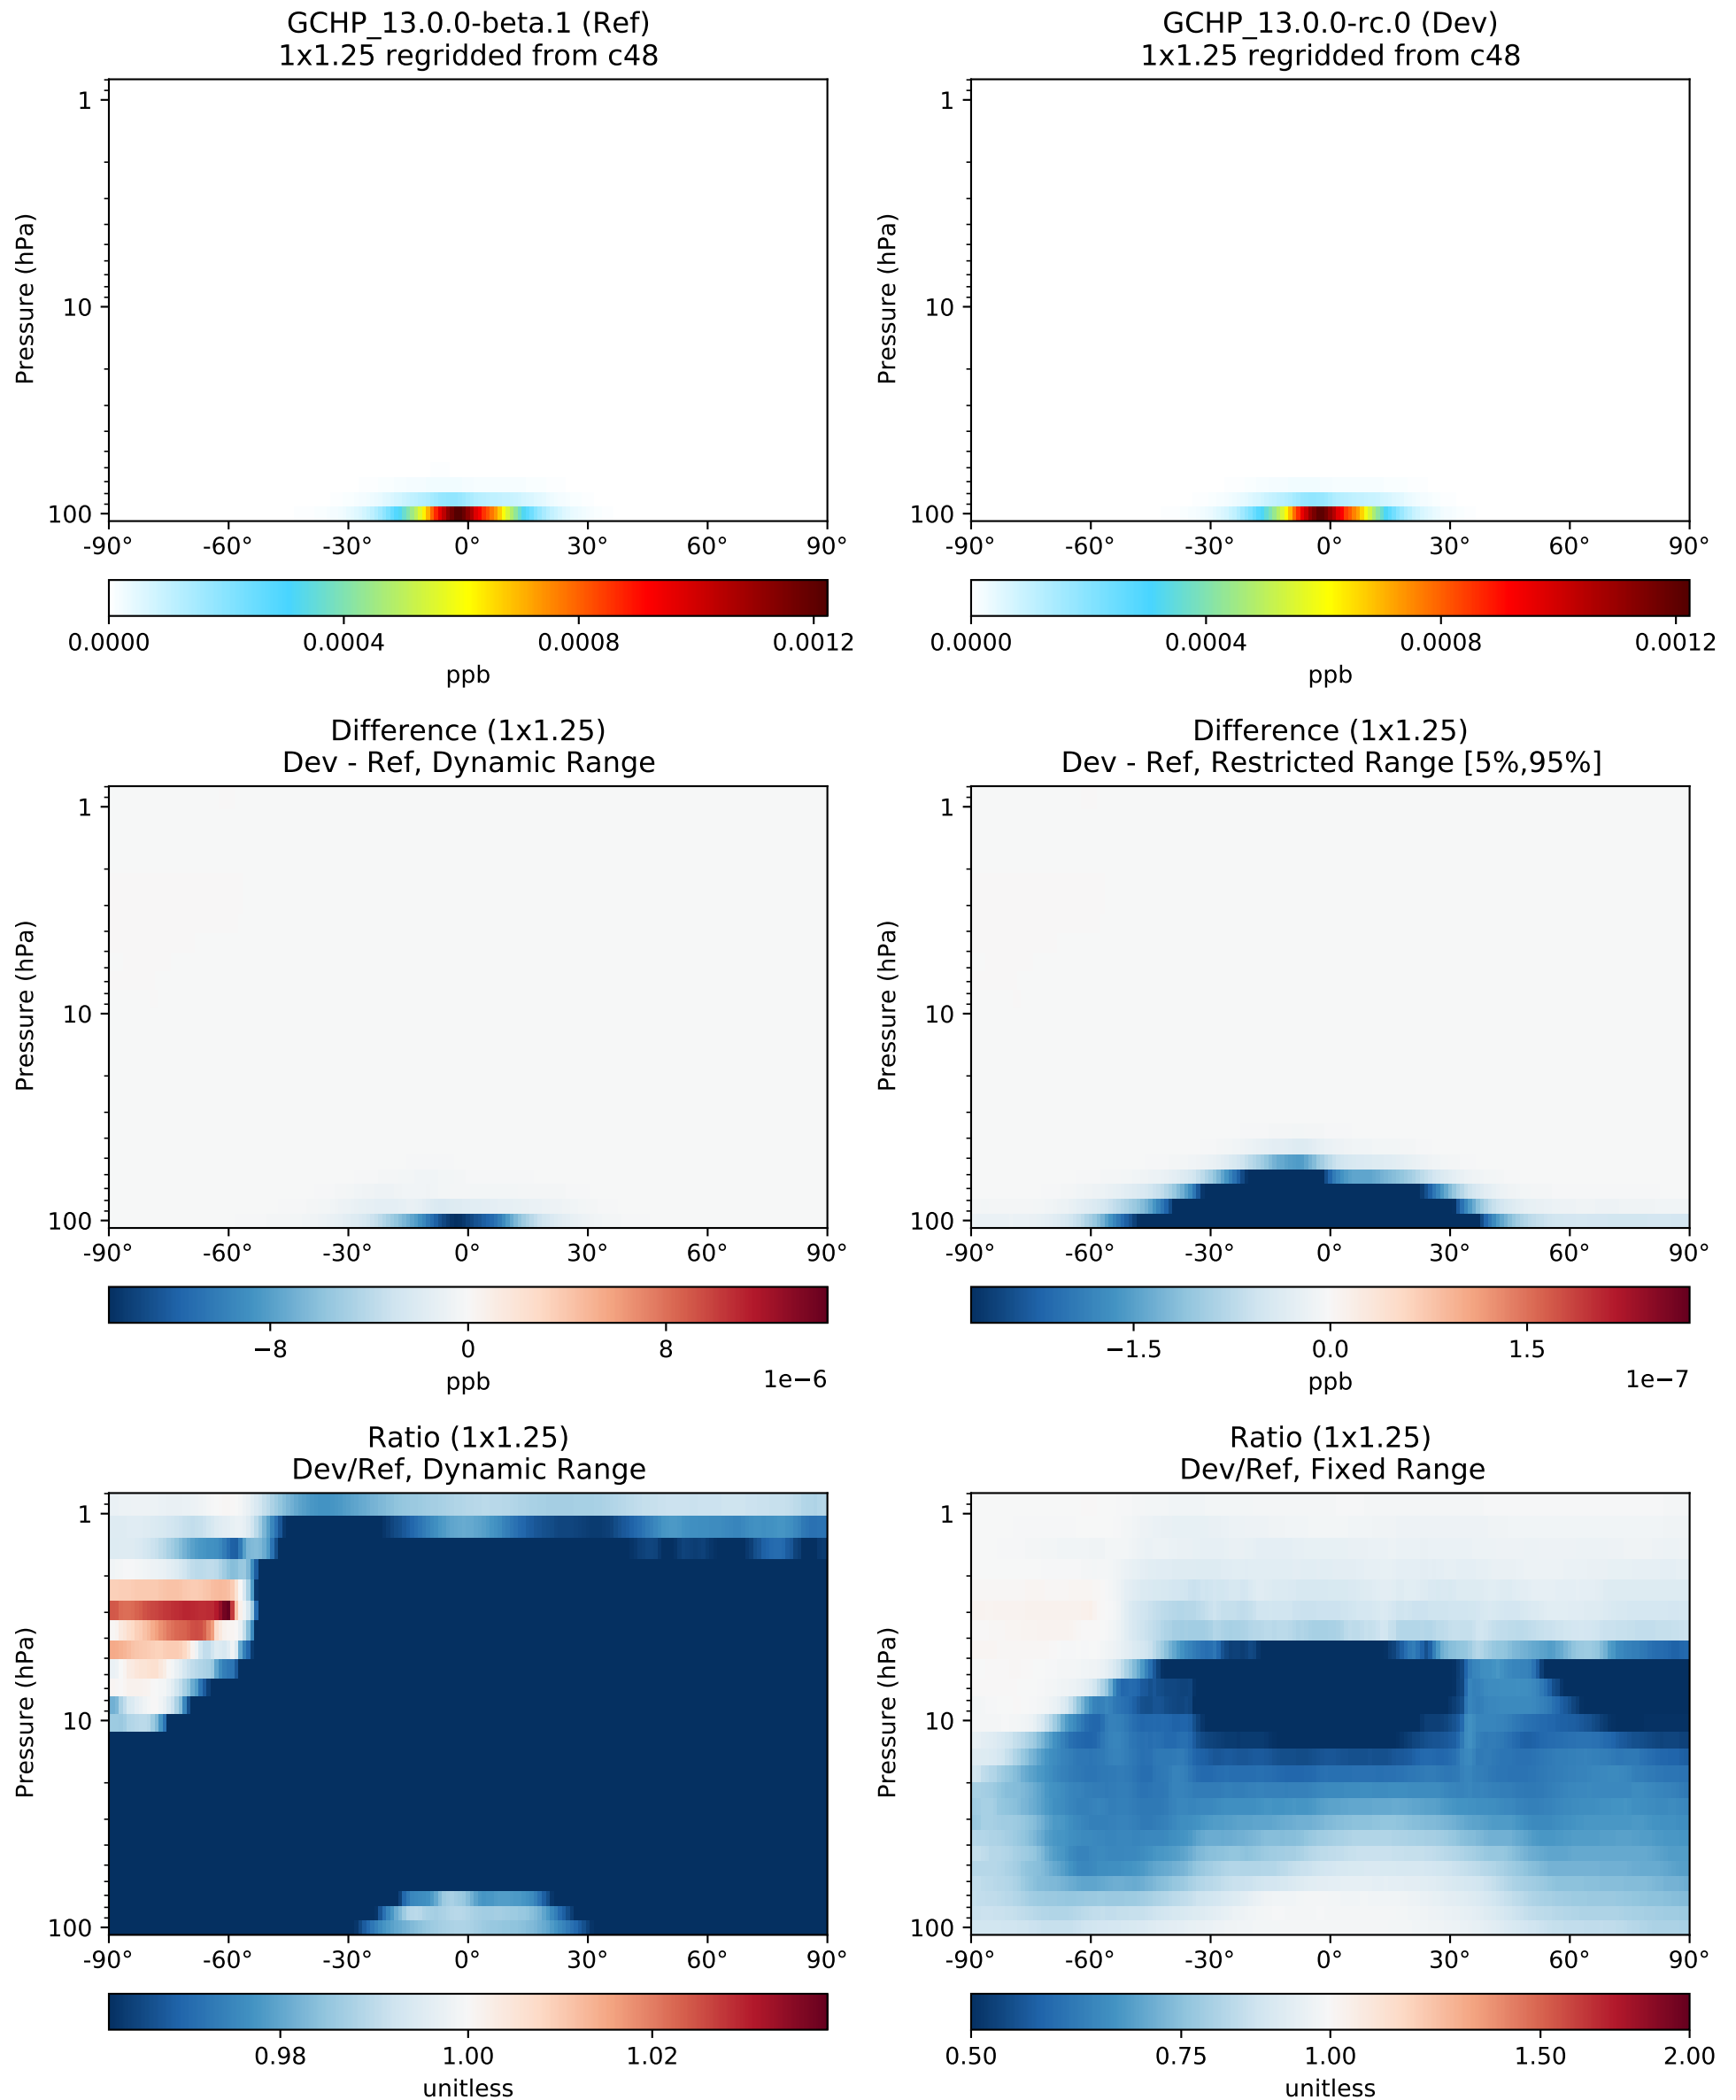 GCHP_13.0.0-beta.1 (Ref)
1x1.25 regridded from c48
Pressure (hPa)
1
10
100
-90° -60° -30° 0° 30° 60° 90°
0.0000 0.0004 0.0008 0.0012
ppb
GCHP_13.0.0-rc.0 (Dev)
1x1.25 regridded from c48
Pressure (hPa)
1
10
100
-90° -60° -30° 0° 30° 60° 90°
0.0000 0.0004 0.0008 0.0012
ppb
Difference (1x1.25)
Dev - Ref, Dynamic Range
Pressure (hPa)
1
10
100
-90° -60° -30° 0° 30° 60° 90°
−8 0 8
ppb 1e−6
Difference (1x1.25)
Dev - Ref, Restricted Range [5%,95%]
Pressure (hPa)
1
10
100
-90° -60° -30° 0° 30° 60° 90°
−1.5 0.0 1.5
ppb 1e−7
Ratio (1x1.25)
Dev/Ref, Dynamic Range
Pressure (hPa)
1
10
100
-90° -60° -30° 0° 30° 60° 90°
0.98 1.00 1.02
unitless
Ratio (1x1.25)
Dev/Ref, Fixed Range
Pressure (hPa)
1
10
100
-90° -60° -30° 0° 30° 60° 90°
0.50 0.75 1.00 1.50 2.00
unitless